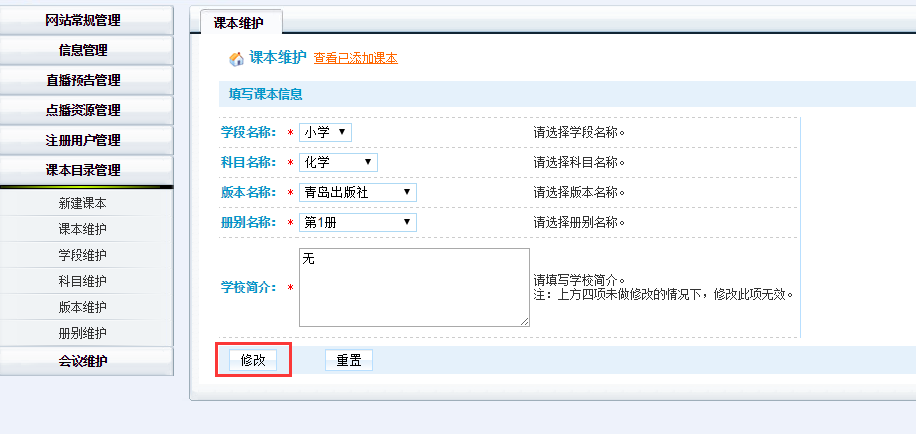 网站常规管理
信息管理
直播预告管理
点播资源管理
注册用户管理
课本目录管理
新建课本
课本维护
学段维护
科目维护
版本维护
册别维护
会议维护
课本维护
课本维护 查看已添加课本
填写课本信息
学段名称： * 小学 请选择学段名称。
科目名称： * 化学 请选择科目名称。
版本名称： * 青岛出版社 请选择版本名称。
册别名称： * 第1册 请选择册别名称。
无
学校简介： * 请填写学校简介。
注：上方四项未做修改的情况下，修改此项无效。
修改 重置